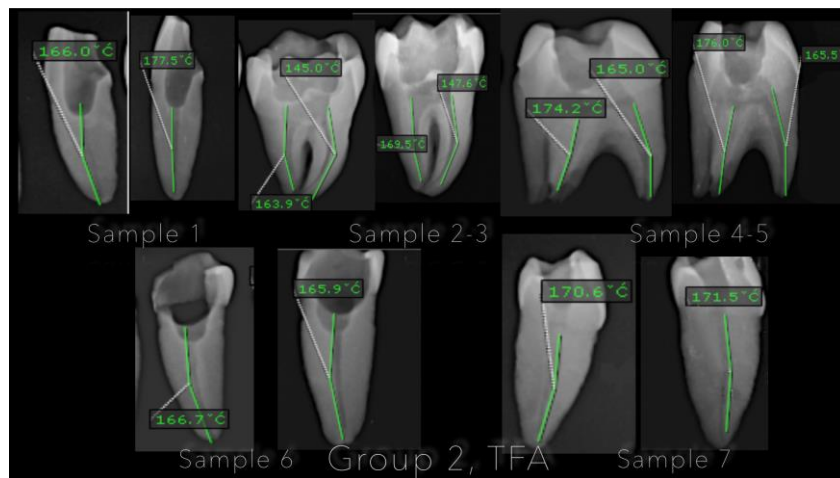 166.0°Ć
177.5°Ć
145.0°Ć
163.9°Ć
147.6°Ć
-169.5°Ć
165.0°Ć
174.2°Ć
176.0°Ć
165.5
Sample 1
Sample 2-3
Sample 4-5
166.7°Ć
165.9°Ć
170.6°Ć
171.5°Ć
Sample 6
Group 2, TFA
Sample 7